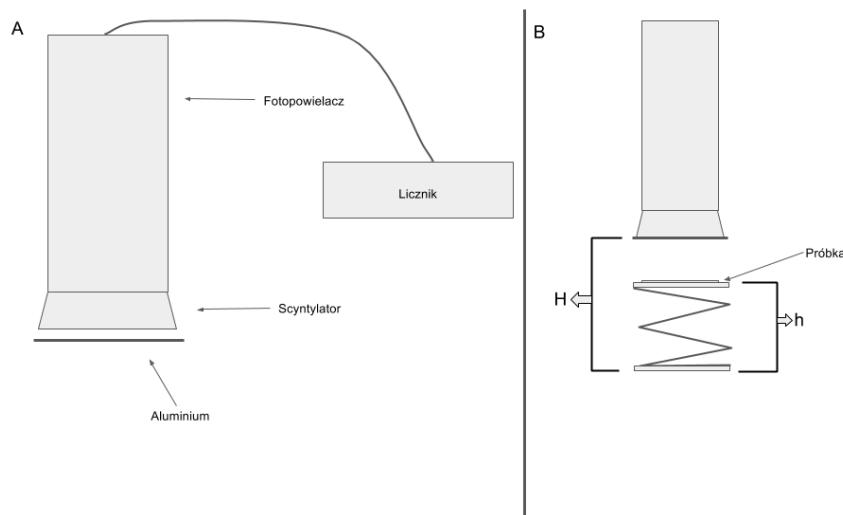 A
Fotopowielacz
Licznik
Scyntylator
Aluminium
B
Próbka
H
h